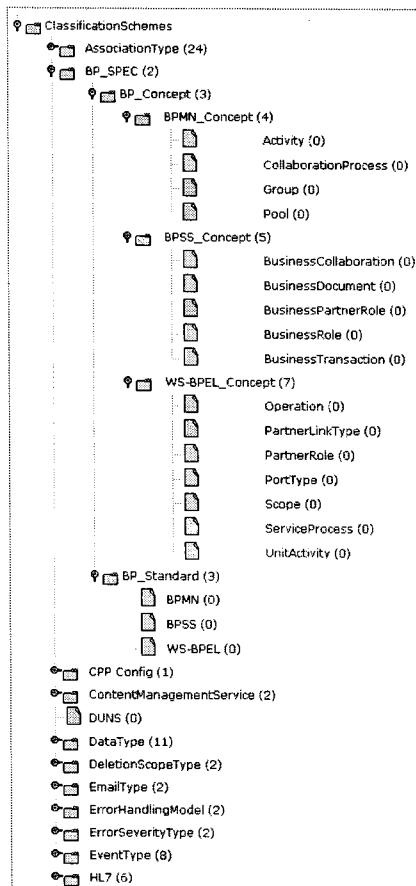 ClassificationSchemes
AssociationType (24)
BP_SPEC (2)
BP_Concept (3)
BPMN_Concept (4)
Activity (0)
CollaborationProcess (0)
Group (0)
Pool (0)
BPSS_Concept (5)
BusinessCollaboration (0)
BusinessDocument (0)
BusinessPartnerRole (0)
BusinessRole (0)
BusinessTransaction (0)
WS-BPEL_Concept (7)
Operation (0)
PartnerLinkType (0)
PartnerRole (0)
PortType (0)
Scope (0)
ServiceProcess (0)
UnitActivity (0)
BP_Standard (3)
BPMN (0)
BPSS (0)
WS-BPEL (0)
CPP Config (1)
ContentManagementService (2)
DUNS (0)
DataType (11)
DeletionScopeType (2)
EmailType (2)
ErrorHandlingModel (2)
ErrorSeverityType (2)
EventType (8)
HL7 (6)